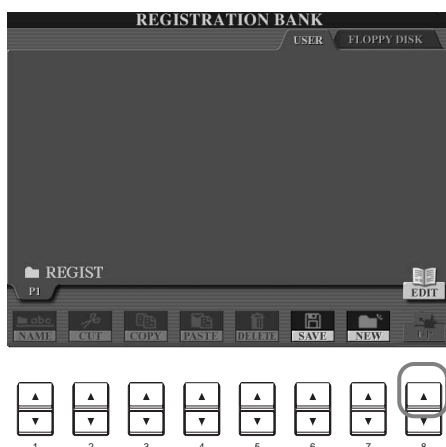 REGISTRATION BANK
USER FLOPPY DISK
REGIST
P1
EDIT
abc
NAME CUT COPY PASTE DELETE SAVE NEW UP
1 2 3 4 5 6 7 8